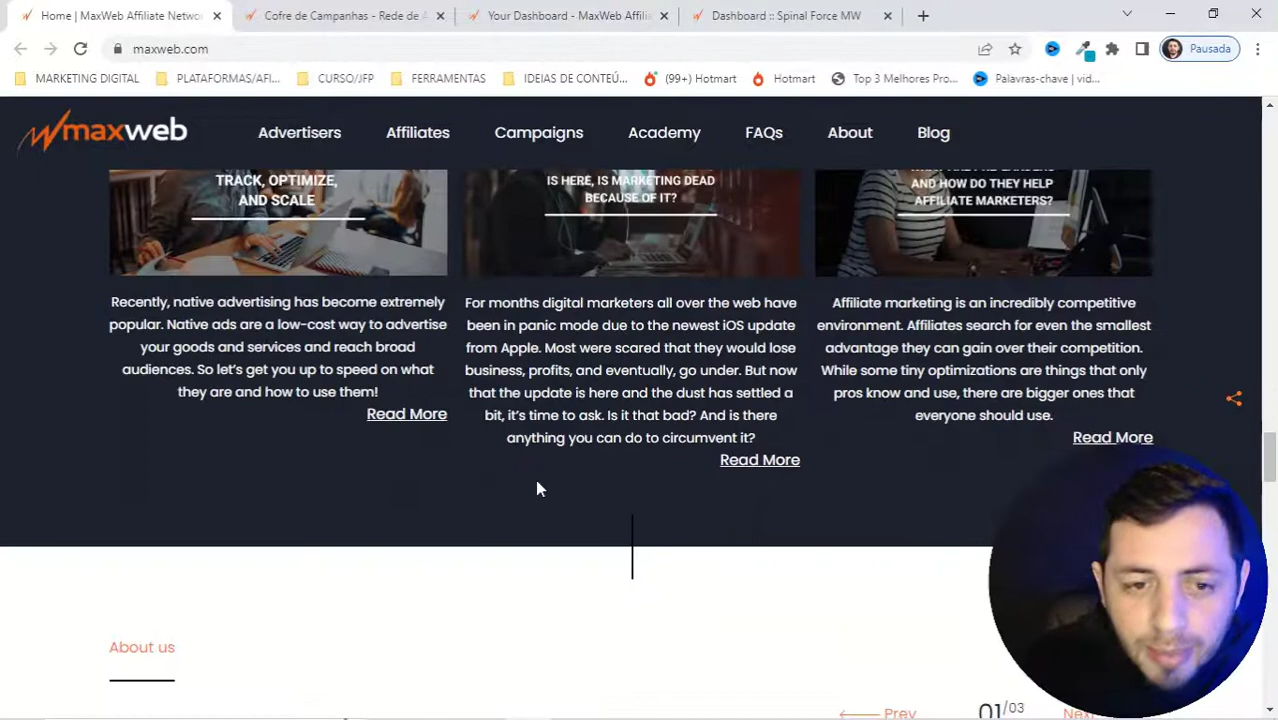 MaxWeb Affiliate Netwo
Cofre de Campanhas - Rede de A
Your Dashboard - MaxWeb Affili
Dashboard :: Spinal Force MW
maxweb.com
Pausada
MARKETING DIGITAL
PLATAFORMAS/AFI...
CURSO/JFP
FERRAMENTAS
IDEIAS DE CONTEÚ...
(99+) Hotmart
Hotmart
Top 3 Melhores Pro...
Palavras-chave | vid...
maxweb
Advertisers
Affiliates
Campaigns
Academy
FAQs
About
Blog
TRACK, OPTIMIZE,
AND SCALE
IS HERE, IS MARKETING DEAD
BECAUSE OF IT?
AND HOW DO THEY HELP
AFFILIATE MARKETERS?
Recently, native advertising has become extremely
popular. Native ads are a low-cost way to advertise
your goods and services and reach broad
audiences. So let's get you up to speed on what
they are and how to use them!
Read More
For months digital marketers all over the web have
been in panic mode due to the newest iOS update
from Apple. Most were scared that they would lose
business, profits, and eventually, go under. But now
that the update is here and the dust has settled a
bit, it's time to ask. Is it that bad? And is there
anything you can do to circumvent it?
Read More
Affiliate marketing is an incredibly competitive
environment. Affiliates search for even the smallest
advantage they can gain over their competition.
While some tiny optimizations are things that only
pros know and use, there are bigger ones that
everyone should use.
Read More
About us
Prev
01/03
Next